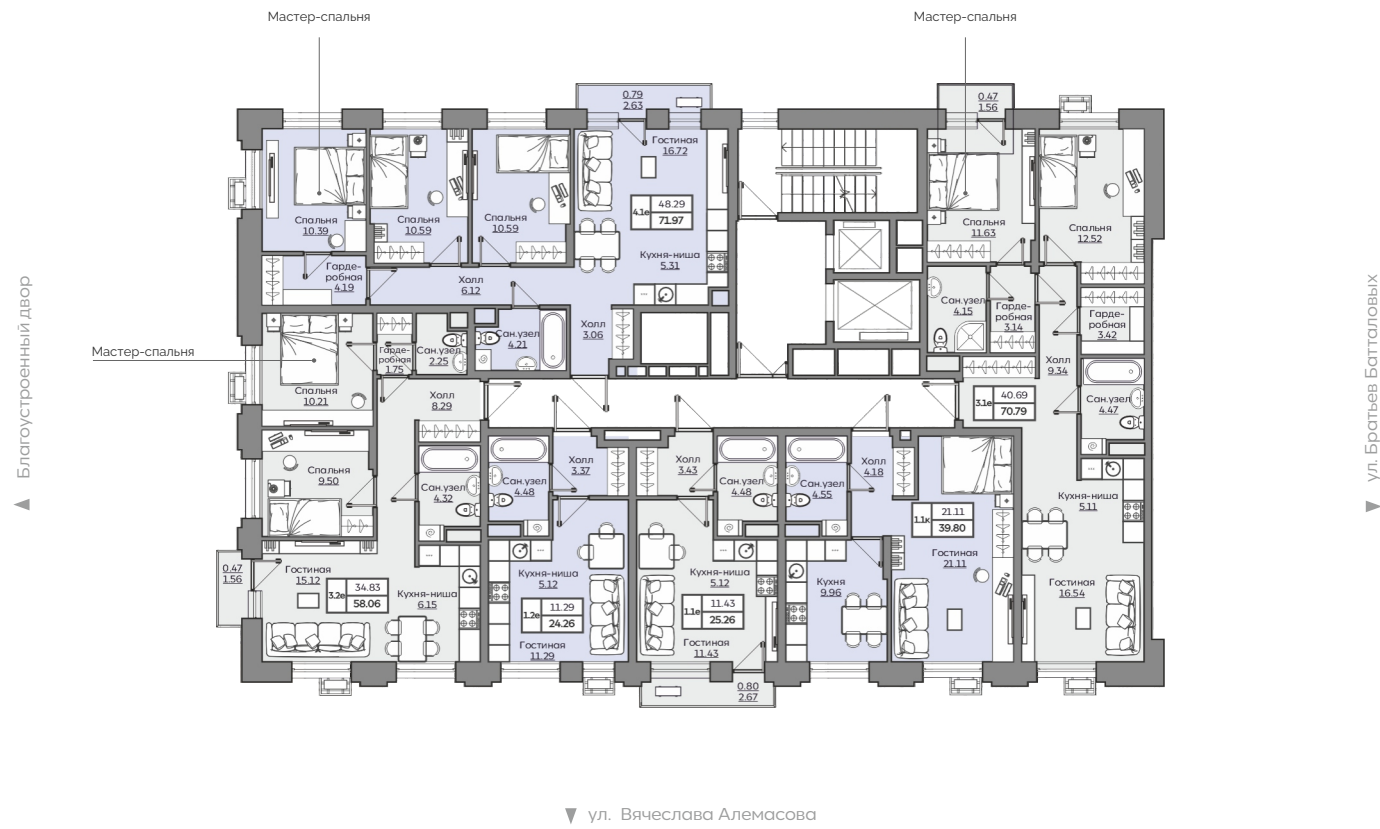 Мастер-спальня
Мастер-спальня
0.79
2.63
0.47
1.56
Гостиная
16.72
48.29
4.1е
71.97
Спальня
10.39
Спальня
10.59
Спальня
10.59
Спальня
11.63
Спальня
12.52
Кухня-ниша
5.31
Гарде-
робная
4.19
Холл
6.12
Холл
3.06
Сан.узел
4.21
Сан.узел
4.15
Гарде-
робная
3.14
Гарде-
робная
3.42
Мастер-спальня
Гарде-
робная
1.75
Сан.узел
2.25
Спальня
10.21
Холл
8.29
Холл
9.34
40.69
3.1е
70.79
Сан.узел
4.47
Спальня
9.50
Сан.узел
4.32
Сан.узел
4.48
Холл
3.37
Холл
3.43
Сан.узел
4.48
Сан.узел
4.55
Холл
4.18
21.11
1.1к
39.80
Гостиная
21.11
Кухня-ниша
5.11
0.47
1.56
Гостиная
15.12
34.83
3.2е
58.06
Кухня-ниша
6.15
Кухня-ниша
5.12
11.29
1.2е
24.26
Гостиная
11.29
Кухня-ниша
5.12
11.43
1.1е
25.26
Гостиная
11.43
Кухня
9.96
Гостиная
16.54
0.80
2.67
Благоустроенный двор
ул. Братьев Батталовых
ул. Вячеслава Алемасова